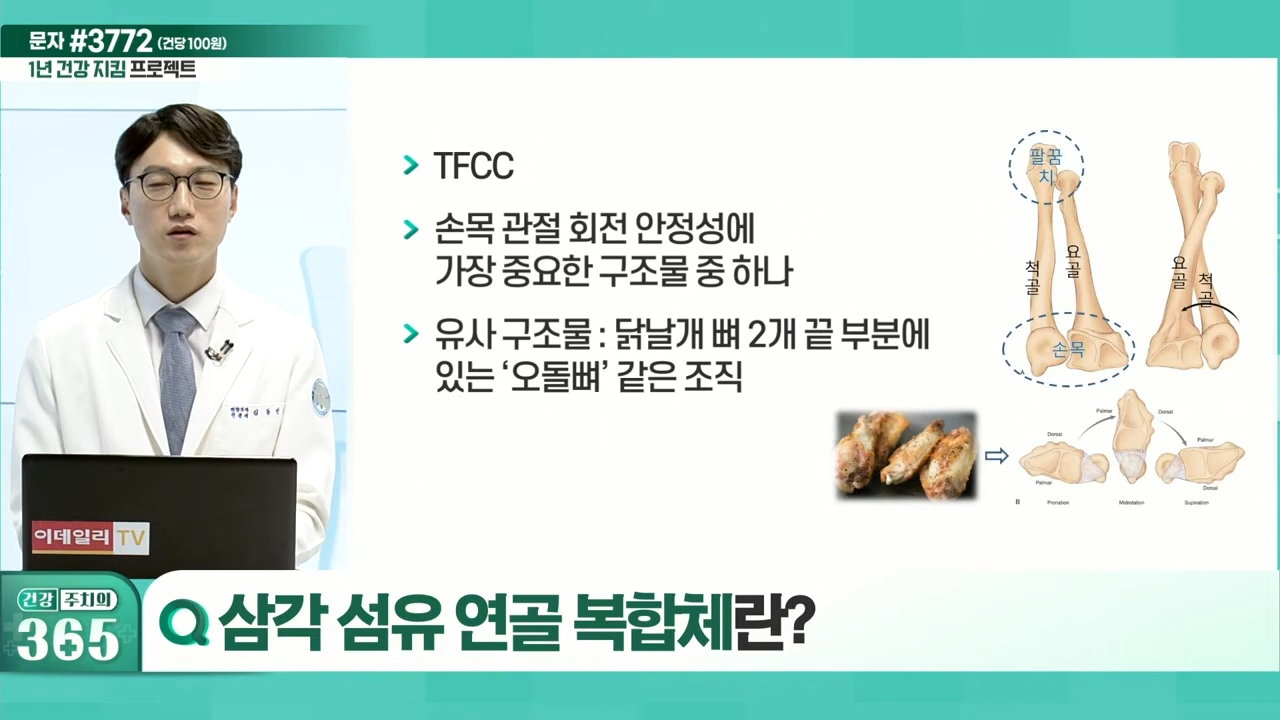 문자 #3772 (건당 100원)
1년 건강 지킴 프로젝트
TFCC
손목 관절 회전 안정성에
가장 중요한 구조물 중 하나
유사 구조물 : 닭날개 뼈 2개 끝 부분에
있는 ‘오돌뼈’ 같은 조직
팔꿈
치
척골
요골
손목
요골
척골
Palmar
Dorsal
Dorsal
Palmar
Palmar
Dorsal
B
Pronation
Midrotation
Supination
이데일리 TV
건강 주치의
365
Q 삼각 섬유 연골 복합체란?